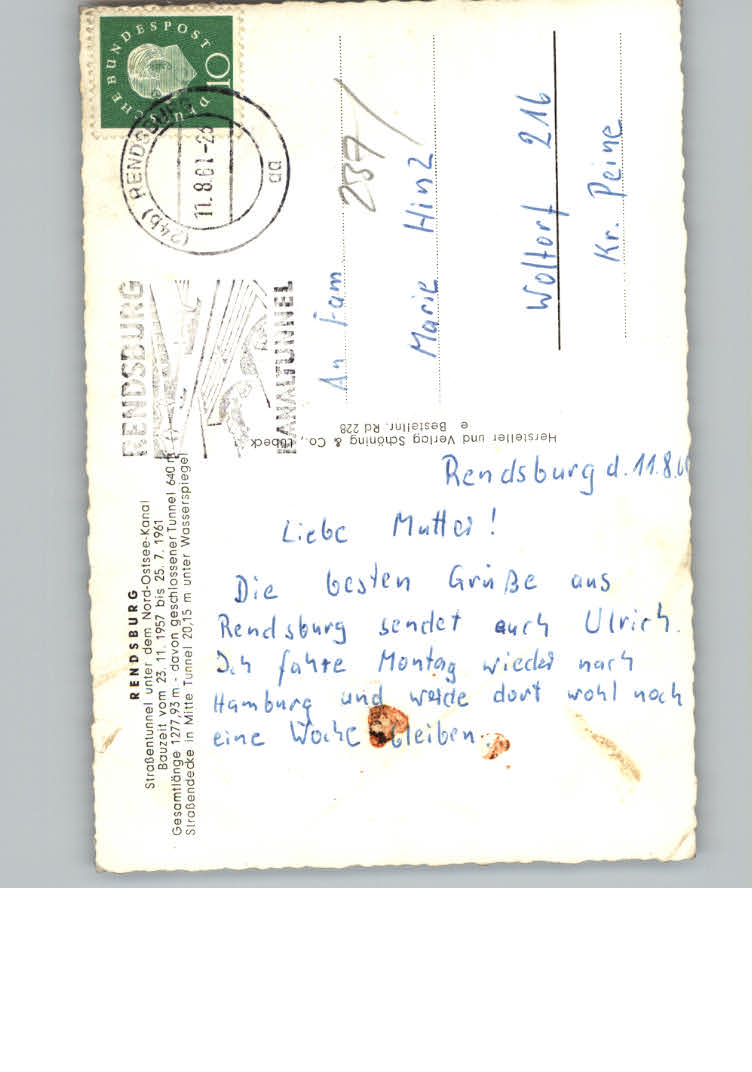 RENDSBURG
Straßentunnel unter dem Nord-Ostsee-Kanal
Bauzeit vom 23. 11. 1957 bis 25. 7. 1961
Gesamtlänge 1277,93 m - davon geschlossener Tunnel 640 m
Straßendecke in Mitte Tunnel 20,15 m unter Wasserspiegel
RENDSBURG
KANALTUNNEL
DEUTSCHE BUNDESPOST
10
(24b) RENDSBURG
11.8.61-
aa
Hersteller und Verlag Schöning & Co., Lübeck
Bestellnr. Rd 228
237/
An Fam
Marie Hinz
Woltorf 216
Kr. Peine
Rendsburg d. 11.8.
Liebe Mutter!
Die besten Grüße aus
Rendsburg sendet auch Ulrich.
Ich fahre Montag wieder nach
Hamburg und werde dort wohl noch
eine Woche bleiben.